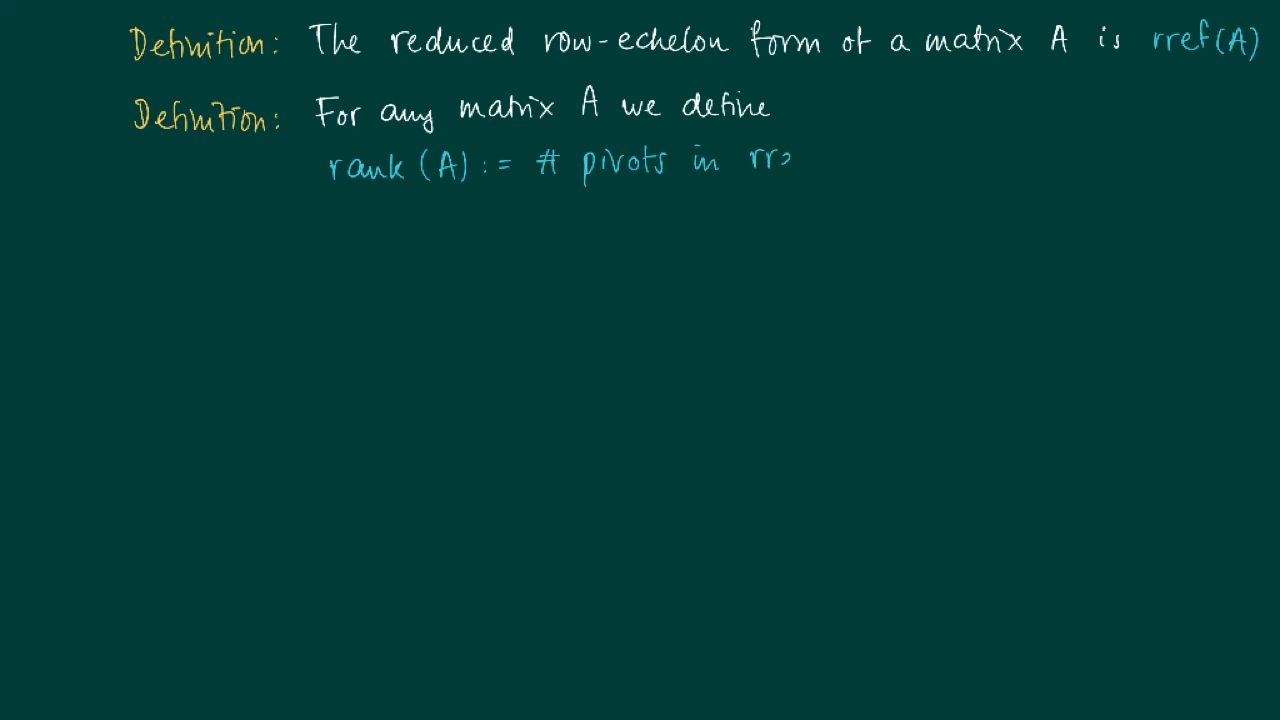 Definition: The reduced row-echelon form of a matrix A is rref(A)
Definition: For any matrix A we define
rank (A) := # pivots in